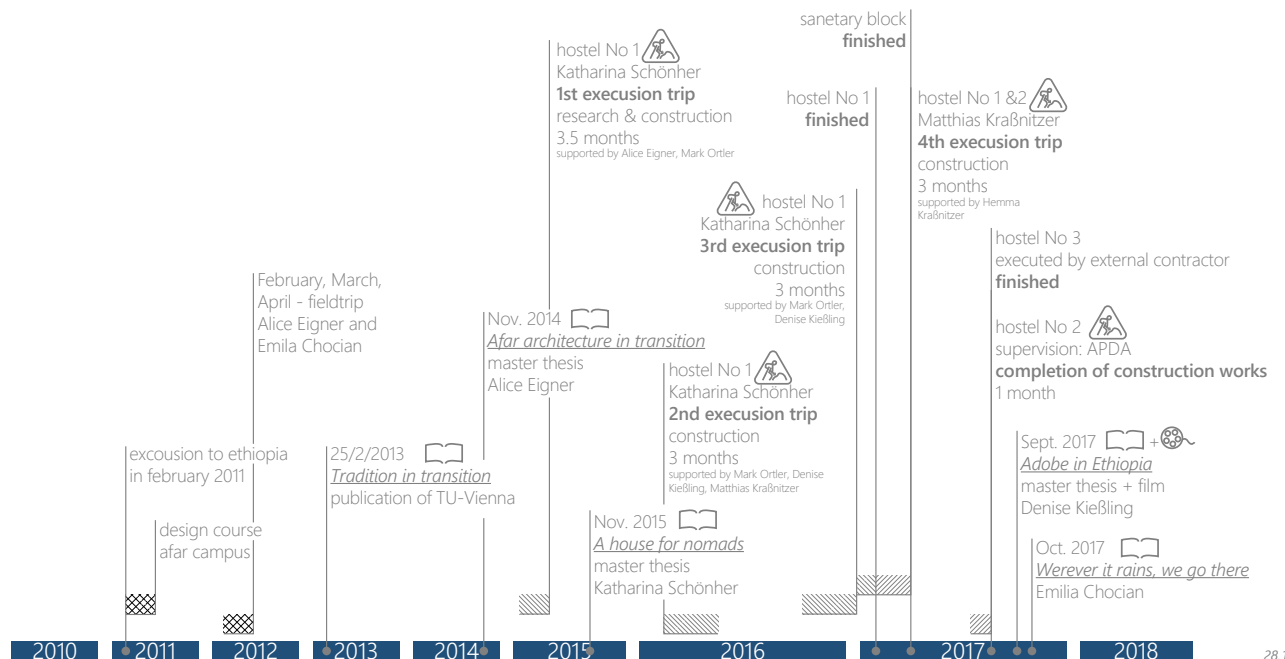 excousion to ethiopia
in february 2011
design course
afar campus
February, March,
April - fieldtrip
Alice Eigner and
Emila Chocian
25/2/2013
Tradition in transition
publication of TU-Vienna
Nov. 2014
Afar architecture in transition
master thesis
Alice Eigner
hostel No 1
Katharina Schönher
1st execusion trip
research & construction
3.5 months
supported by Alice Eigner, Mark Ortler
Nov. 2015
A house for nomads
master thesis
Katharina Schönher
hostel No 1
Katharina Schönher
2nd execusion trip
construction
3 months
supported by Mark Ortler, Denise
Kießling, Matthias Kraßnitzer
hostel No 1
Katharina Schönher
3rd execusion trip
construction
3 months
supported by Mark Ortler,
Denise Kießling
hostel No 1
finished
sanetary block
finished
hostel No 1 &2
Matthias Kraßnitzer
4th execusion trip
construction
3 months
supported by Hemma
Kraßnitzer
hostel No 3
executed by external contractor
finished
hostel No 2
supervision: APDA
completion of construction works
1 month
Sept. 2017 +
Adobe in Ethiopia
master thesis + film
Denise Kießling
Oct. 2017
Werever it rains, we go there
Emilia Chocian
2010 2011 2012 2013 2014 2015 2016 2017 2018